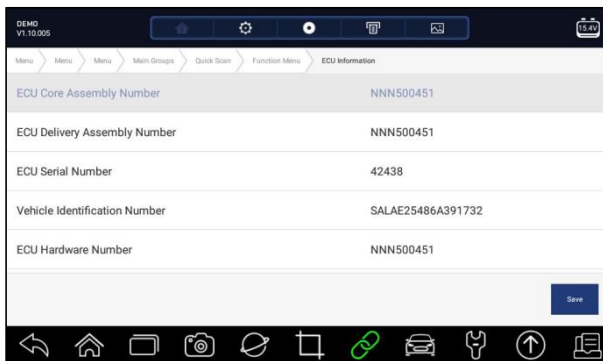 DEMO
V1.10.005
15.4V
Menu Menu Menu Main Groups Quick Scan Function Menu ECU Information
ECU Core Assembly Number NNN500451
ECU Delivery Assembly Number NNN500451
ECU Serial Number 42438
Vehicle Identification Number SALAE25486A391732
ECU Hardware Number NNN500451
Save